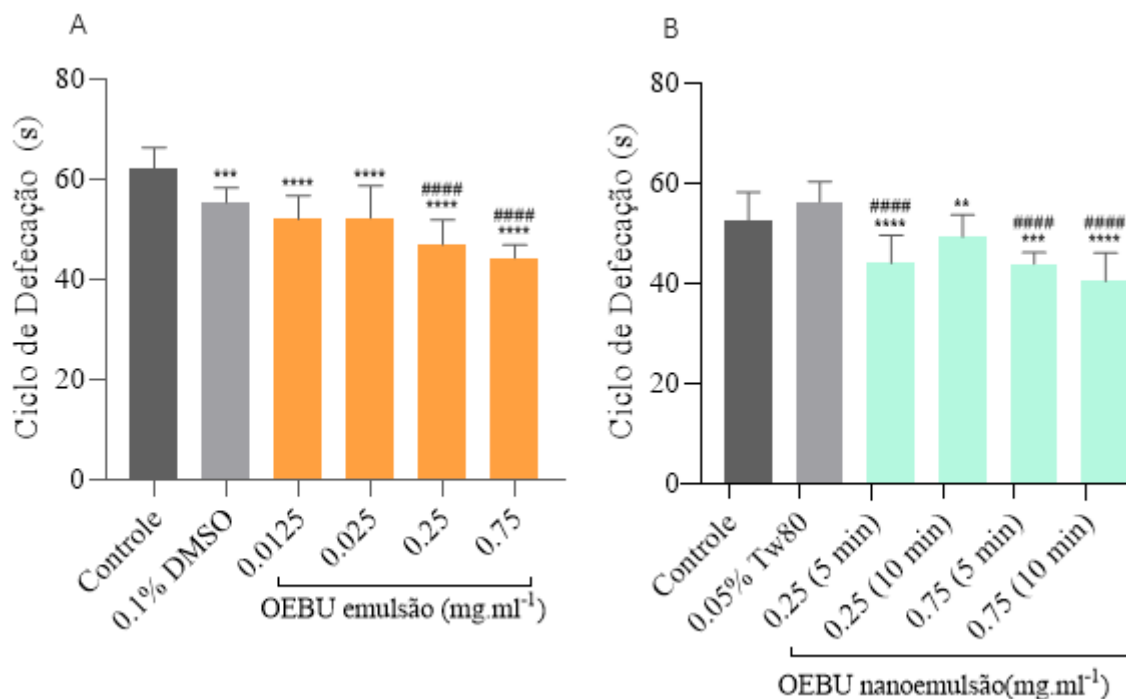 A
Ciclo de Defecação (s)
80
60
40
20
0
***
****
****
####
****
####
****
Controle
0.1% DMSO
0.0125
0.025
0.25
0.75
OEBU emulsão (mg.ml⁻¹)
B
Ciclo de Defecação (s)
80
60
40
20
0
####
****
**
####
***
####
****
Controle
0.05% Tw80
0.25 (5 min)
0.25 (10 min)
0.75 (5 min)
0.75 (10 min)
OEBU nanoemulsão(mg.ml⁻¹)